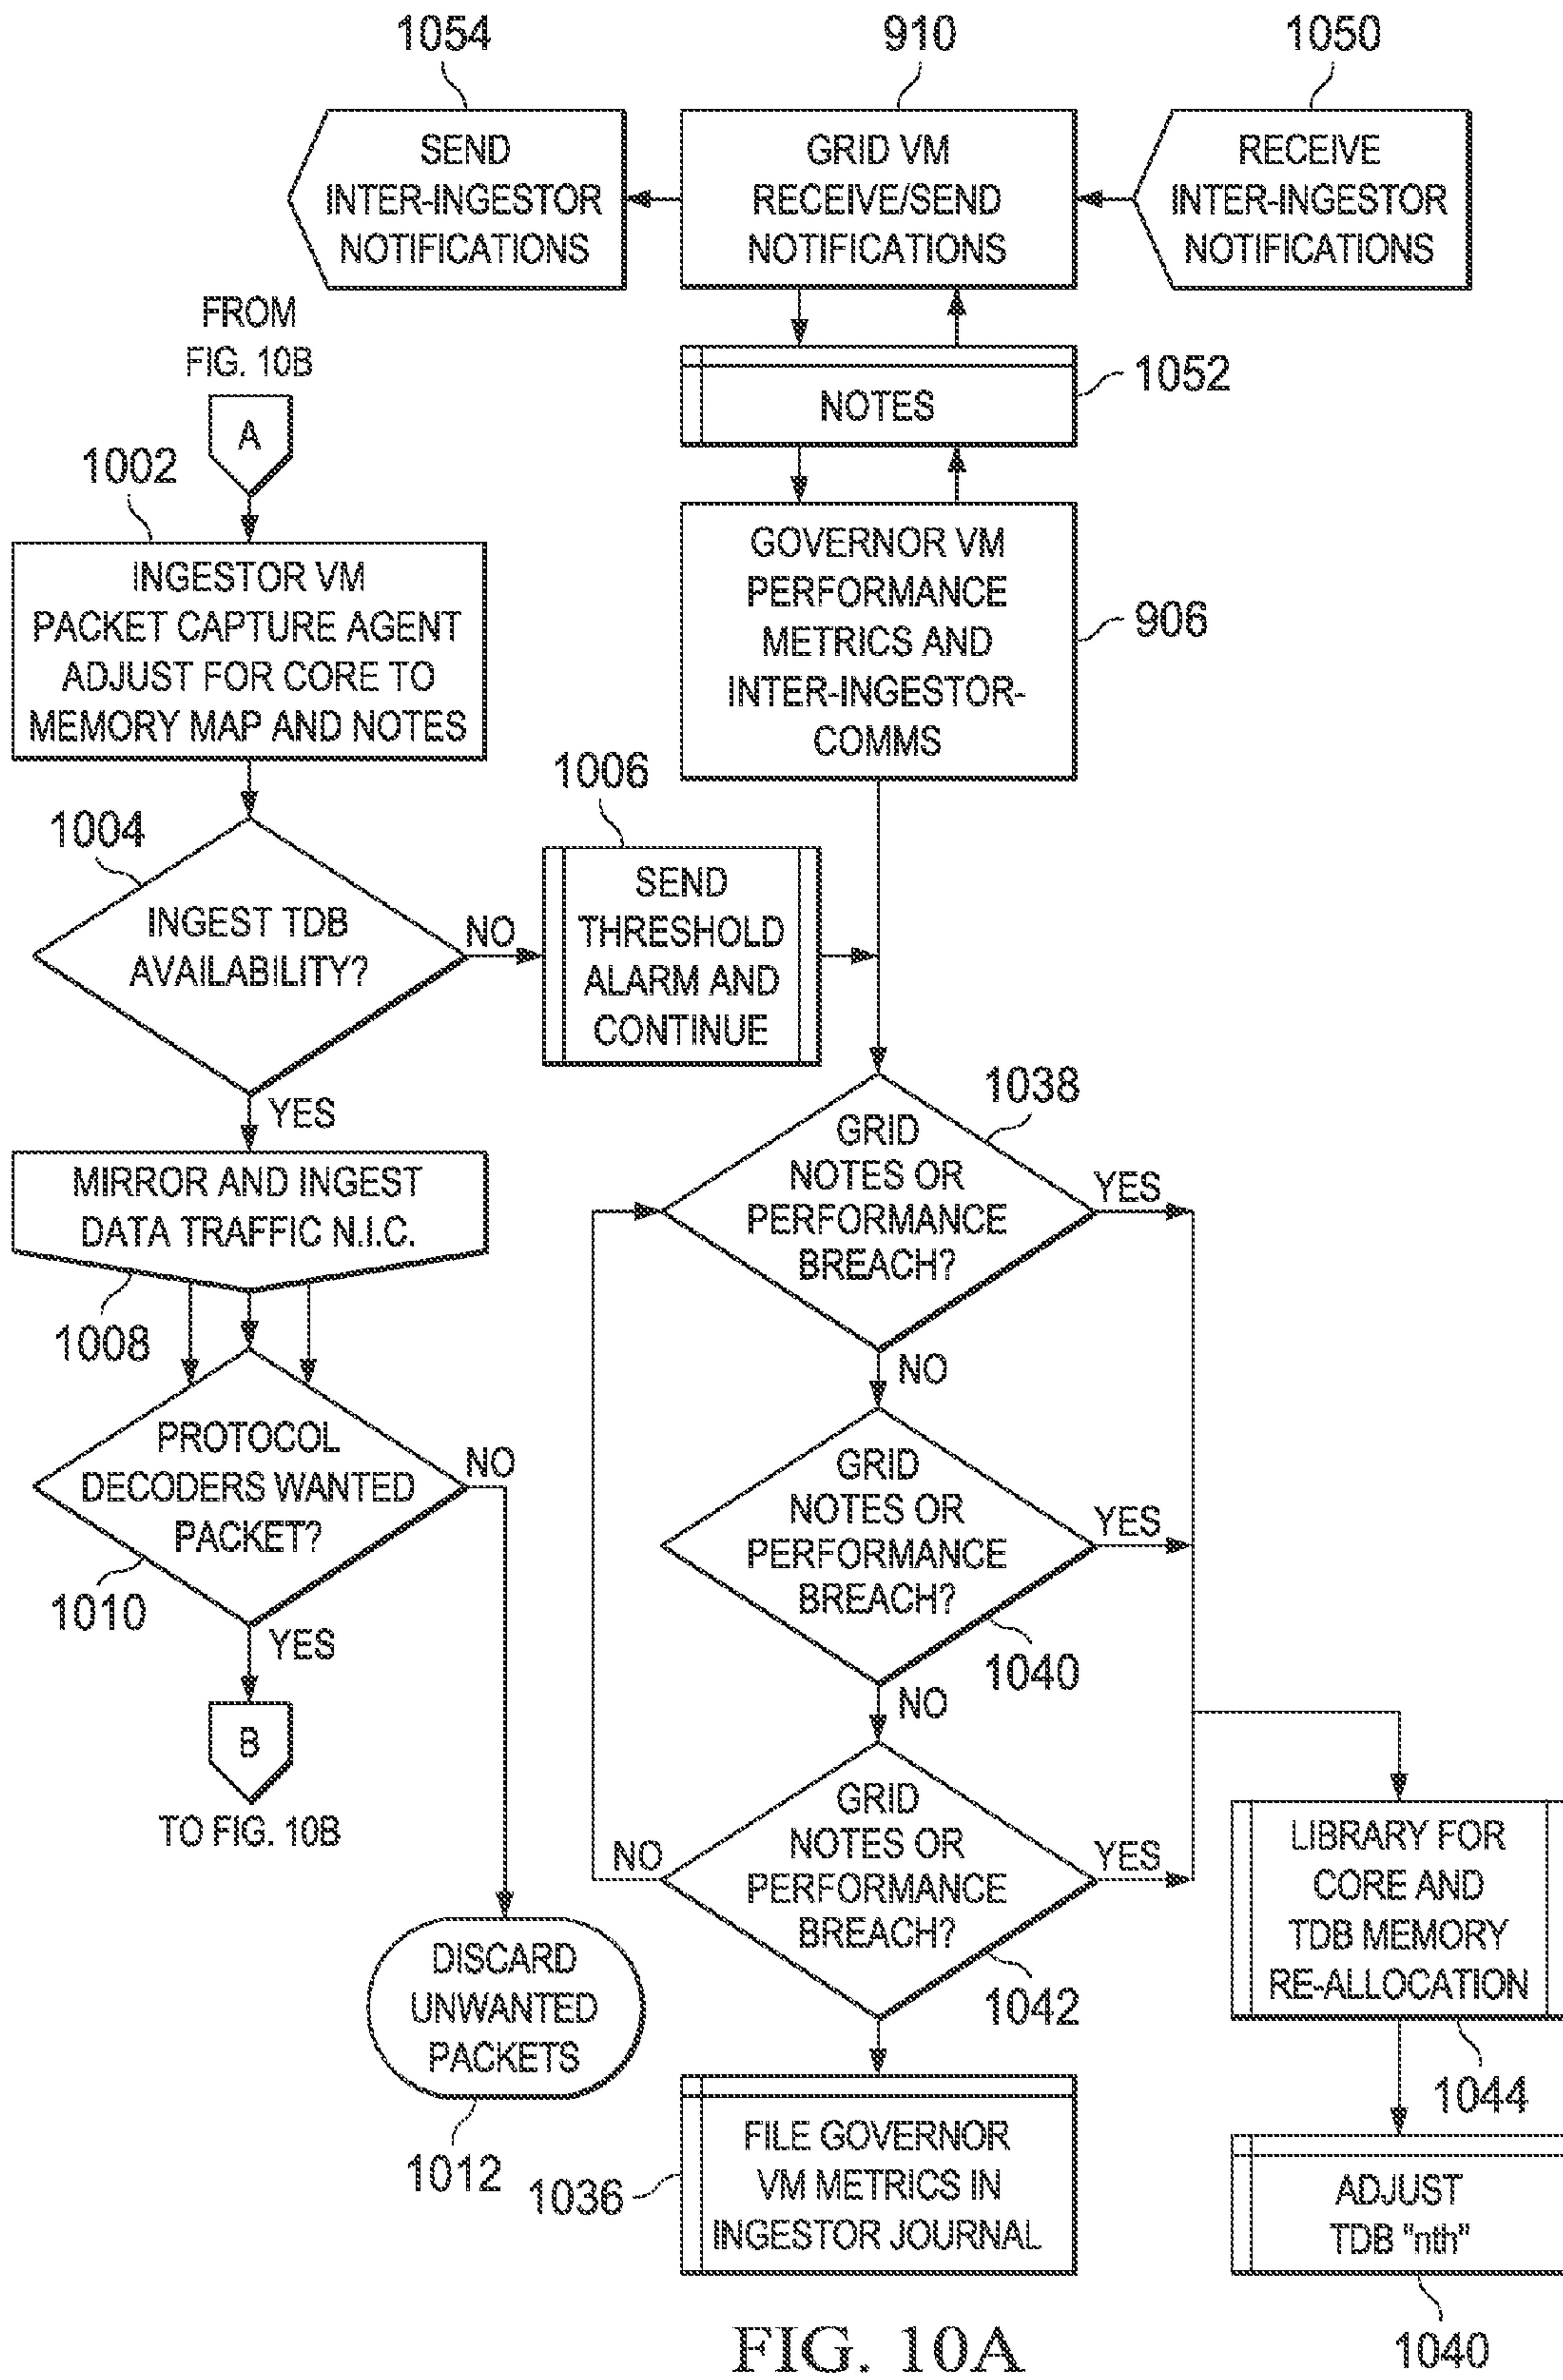 1054
910
1050
SEND
INTER-INGESTOR
NOTIFICATIONS
GRID VM
RECEIVE/SEND
NOTIFICATIONS
RECEIVE
INTER-INGESTOR
NOTIFICATIONS
FROM
FIG. 10B
A
NOTES
1052
1002
INGESTOR VM
PACKET CAPTURE AGENT
ADJUST FOR CORE TO
MEMORY MAP AND NOTES
GOVERNOR VM
PERFORMANCE
METRICS AND
INTER-INGESTOR-
COMMS
906
1004
INGEST TDB
AVAILABILITY?
NO
YES
1006
SEND
THRESHOLD
ALARM AND
CONTINUE
MIRROR AND INGEST
DATA TRAFFIC N.I.C.
1008
PROTOCOL
DECODERS WANTED
PACKET?
NO
1010
YES
B
TO FIG. 10B
DISCARD
UNWANTED
PACKETS
1012
1038
GRID
NOTES OR
PERFORMANCE
BREACH?
YES
NO
GRID
NOTES OR
PERFORMANCE
BREACH?
YES
1040
NO
GRID
NOTES OR
PERFORMANCE
BREACH?
NO
YES
1042
FILE GOVERNOR
VM METRICS IN
INGESTOR JOURNAL
1036
LIBRARY FOR
CORE AND
TDB MEMORY
RE-ALLOCATION
1044
ADJUST
TDB "nth"
1040
FIG. 10A